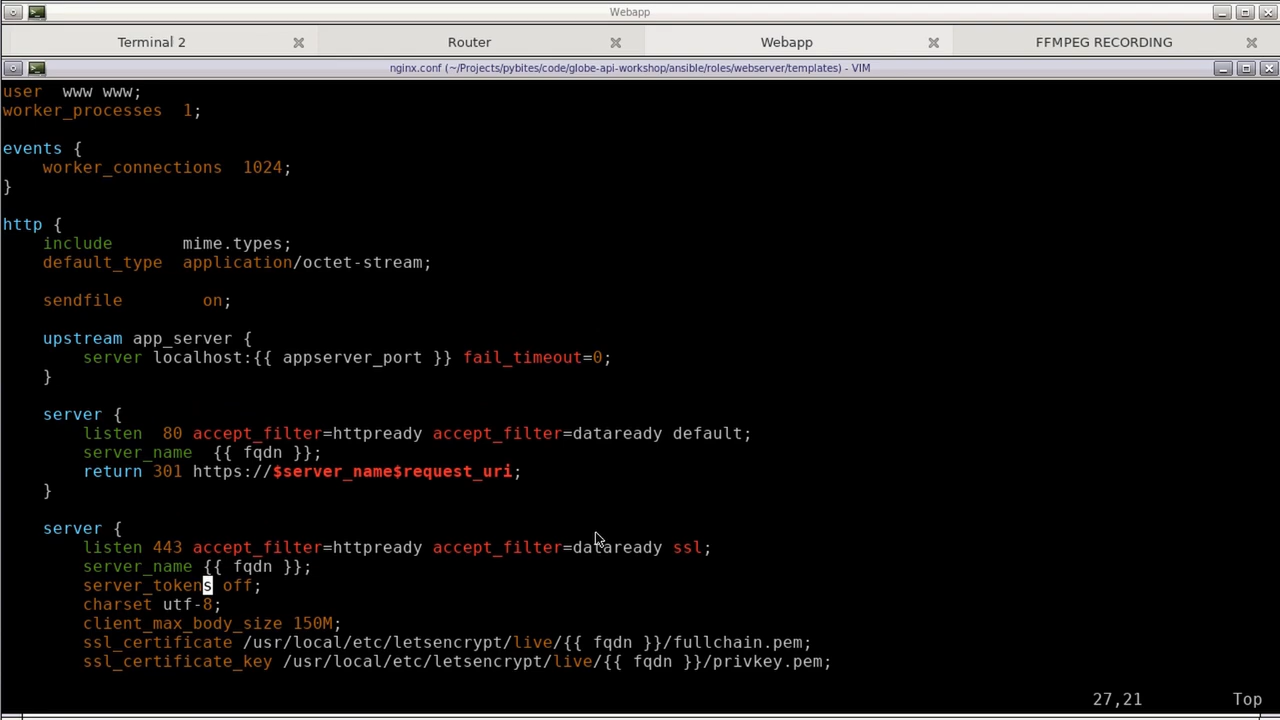 Webapp
Terminal 2
Router
Webapp
FFMPEG RECORDING
nginx.conf (~/Projects/pybites/code/globe-api-workshop/ansible/roles/webserver/templates) - VIM
user  www www;
worker_processes  1;
events {
    worker_connections  1024;
}
http {
    include       mime.types;
    default_type  application/octet-stream;
    sendfile        on;
    upstream app_server {
        server localhost:{{ appserver_port }} fail_timeout=0;
    }
    server {
        listen  80 accept_filter=httpready accept_filter=dataready default;
        server_name  {{ fqdn }};
        return 301 https://$server_name$request_uri;
    }
    server {
        listen 443 accept_filter=httpready accept_filter=dataready ssl;
        server_name {{ fqdn }};
        server_tokens off;
        charset utf-8;
        client_max_body_size 150M;
        ssl_certificate /usr/local/etc/letsencrypt/live/{{ fqdn }}/fullchain.pem;
        ssl_certificate_key /usr/local/etc/letsencrypt/live/{{ fqdn }}/privkey.pem;
27,21 Top